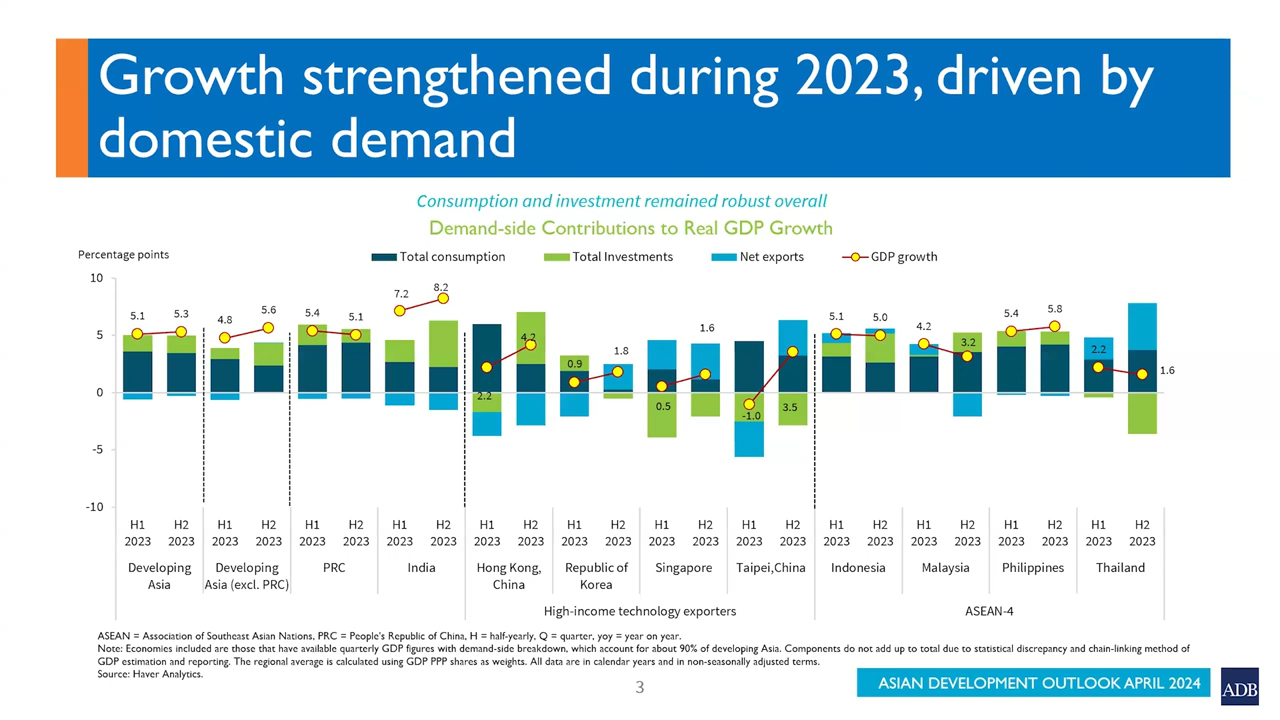 Growth strengthened during 2023, driven by
domestic demand
Consumption and investment remained robust overall
Demand-side Contributions to Real GDP Growth
Percentage points
Total consumption Total Investments Net exports GDP growth
10
5
0
-5
-10
5.1 5.3 4.8 5.6 5.4 5.1 7.2 8.2 2.2 4.2 0.9 1.8 0.5 1.6 -1.0 3.5 5.1 5.0 4.2 3.2 5.4 5.8 2.2 1.6
H1 H2 H1 H2 H1 H2 H1 H2 H1 H2 H1 H2 H1 H2 H1 H2 H1 H2 H1 H2 H1 H2 H1 H2
2023 2023 2023 2023 2023 2023 2023 2023 2023 2023 2023 2023 2023 2023 2023 2023 2023 2023 2023 2023 2023 2023 2023 2023
Developing Developing PRC India Hong Kong, Republic of Singapore Taipei,China Indonesia Malaysia Philippines Thailand
Asia Asia (excl. PRC) China Korea
High-income technology exporters ASEAN-4
ASEAN = Association of Southeast Asian Nations, PRC = People's Republic of China, H = half-yearly, Q = quarter, yoy = year on year.
Note: Economies included are those that have available quarterly GDP figures with demand-side breakdown, which account for about 90% of developing Asia. Components do not add up to total due to statistical discrepancy and chain-linking method of
GDP estimation and reporting. The regional average is calculated using GDP PPP shares as weights. All data are in calendar years and in non-seasonally adjusted terms.
Source: Haver Analytics.
3
ASIAN DEVELOPMENT OUTLOOK APRIL 2024
ADB